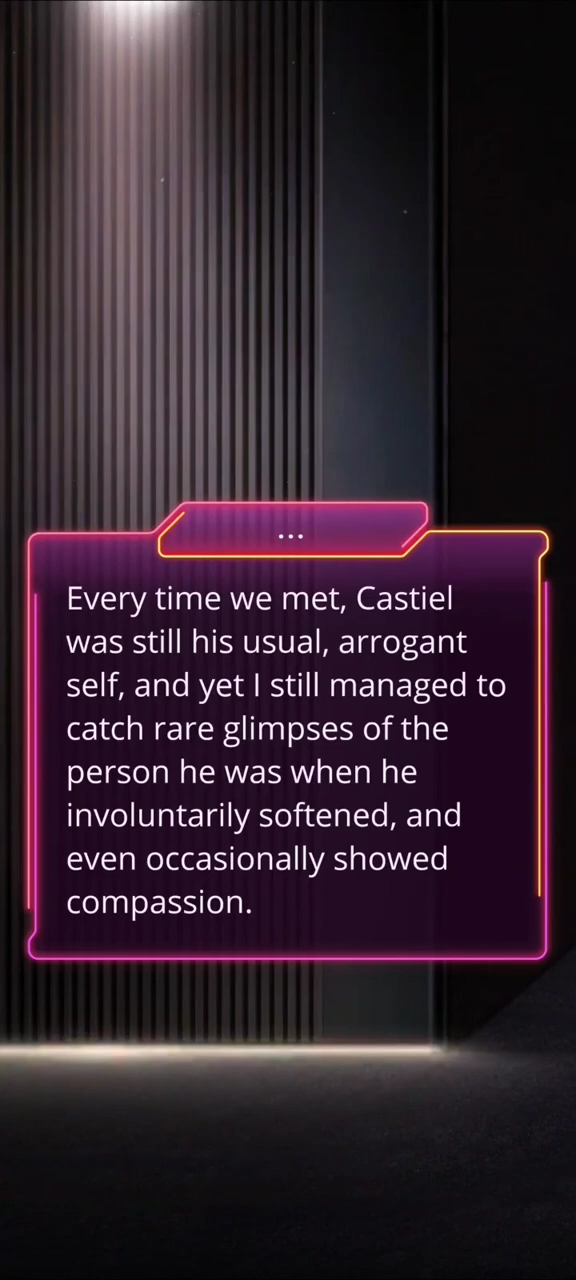 ...
Every time we met, Castiel
was still his usual, arrogant
self, and yet I still managed to
catch rare glimpses of the
person he was when he
involuntarily softened, and
even occasionally showed
compassion.